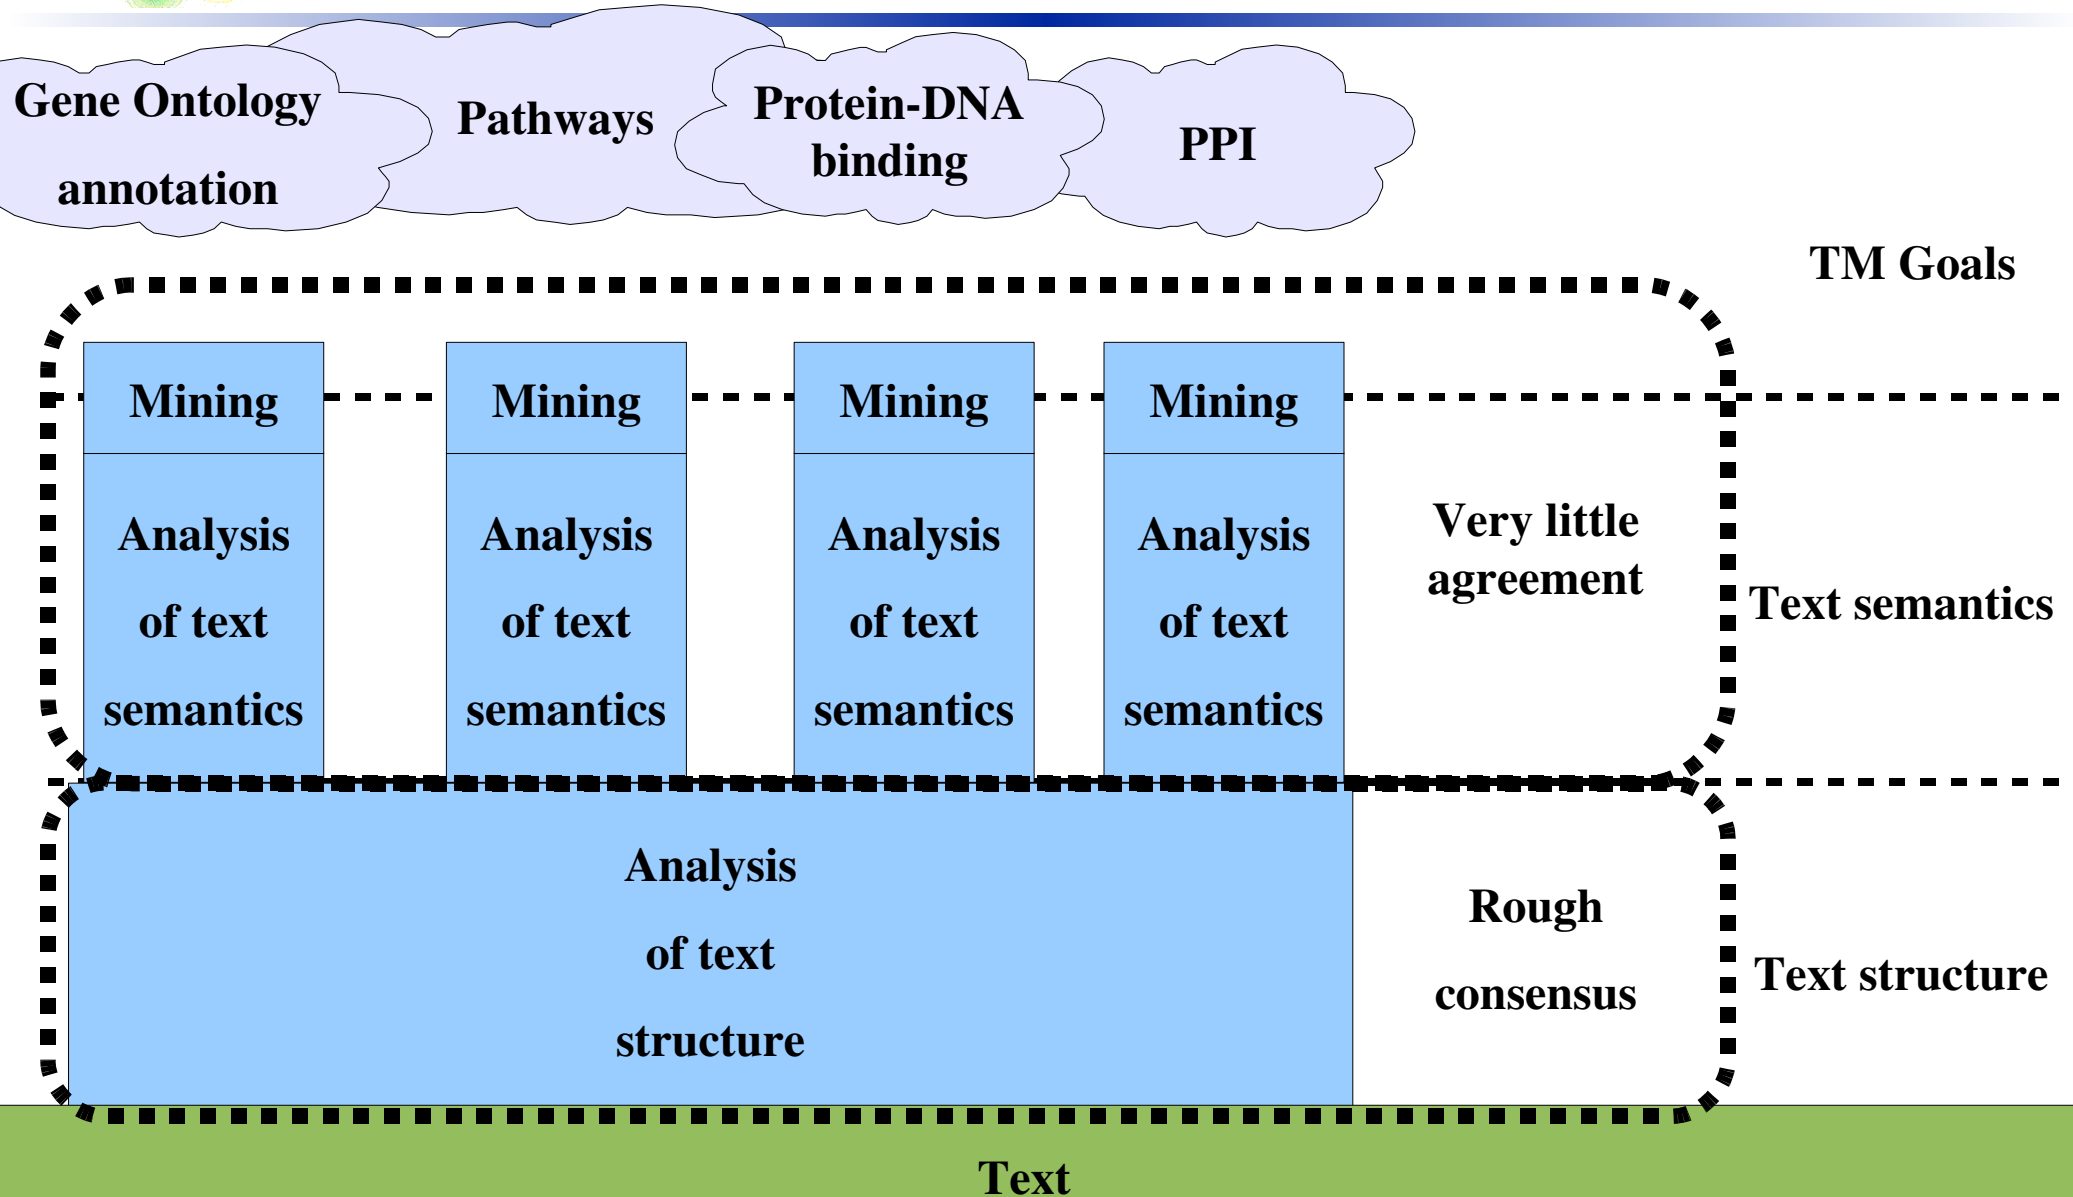 Gene Ontology
annotation
Pathways
Protein-DNA
binding
PPI
TM Goals
Mining
Mining
Mining
Mining
Analysis
of text
semantics
Analysis
of text
semantics
Analysis
of text
semantics
Analysis
of text
semantics
Very little
agreement
Text semantics
Analysis
of text
structure
Rough
consensus
Text structure
Text